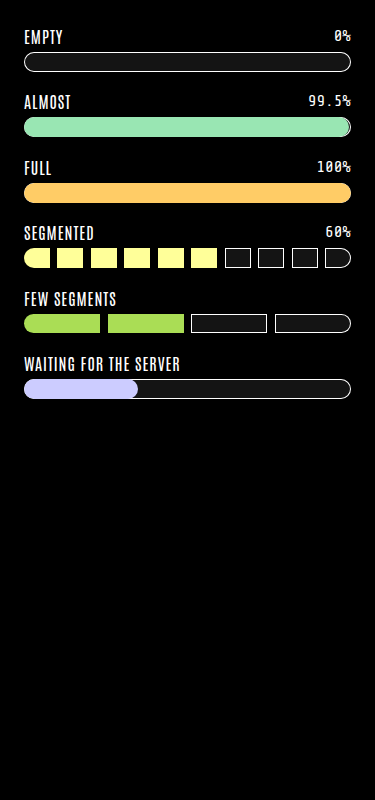 EMPTY 0%
ALMOST 99.5%
FULL 100%
SEGMENTED 60%
FEW SEGMENTS
WAITING FOR THE SERVER